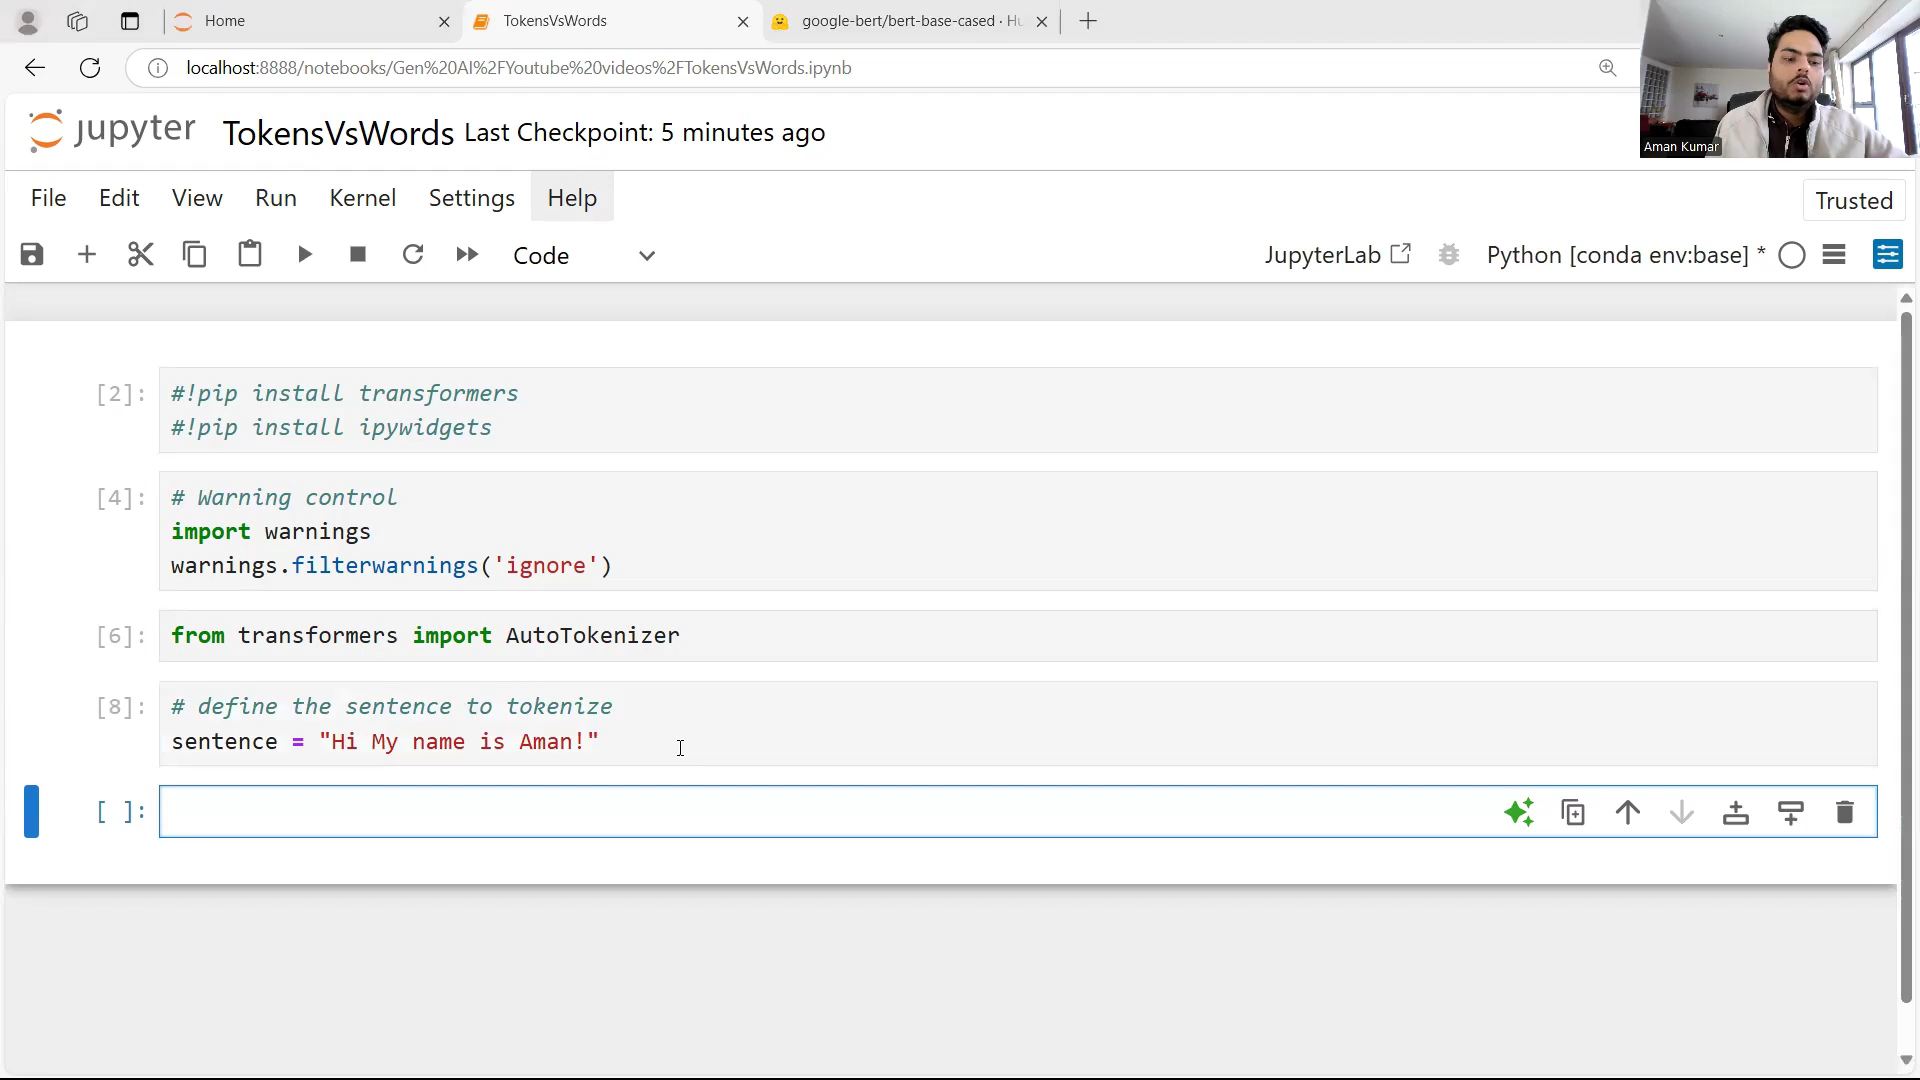 Home
TokensVsWords
google-bert/bert-base-cased · Hu
localhost:8888/notebooks/Gen%20AI%2FYoutube%20videos%2FTokensVsWords.ipynb
Aman Kumar
jupyter TokensVsWords Last Checkpoint: 5 minutes ago
File Edit View Run Kernel Settings Help
Trusted
Code
JupyterLab
Python [conda env:base] *
[2]: #!pip install transformers
#!pip install ipywidgets
[4]: # Warning control
import warnings
warnings.filterwarnings('ignore')
[6]: from transformers import AutoTokenizer
[8]: # define the sentence to tokenize
sentence = "Hi My name is Aman!"
[ ]: